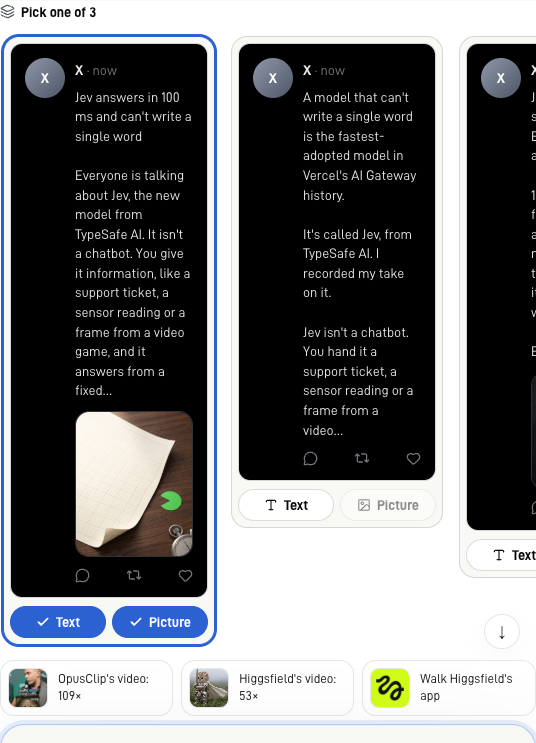 Pick one of 3
X
X · now
Jev answers in 100
ms and can't write a
single word
Everyone is talking
about Jev, the new
model from
TypeSafe AI. It isn't
a chatbot. You give
it information, like a
support ticket, a
sensor reading or a
frame from a video
game, and it
answers from a
fixed...
Text
Picture
X
X · now
A model that can't
write a single word
is the fastest-
adopted model in
Vercel's AI Gateway
history.
It's called Jev, from
TypeSafe AI. I
recorded my take
on it.
Jev isn't a chatbot.
You hand it a
support ticket, a
sensor reading or a
frame from a
video...
Text
Picture
X
Text
OpusClip's video:
109×
Higgsfield's video:
53×
Walk Higgsfield's
app